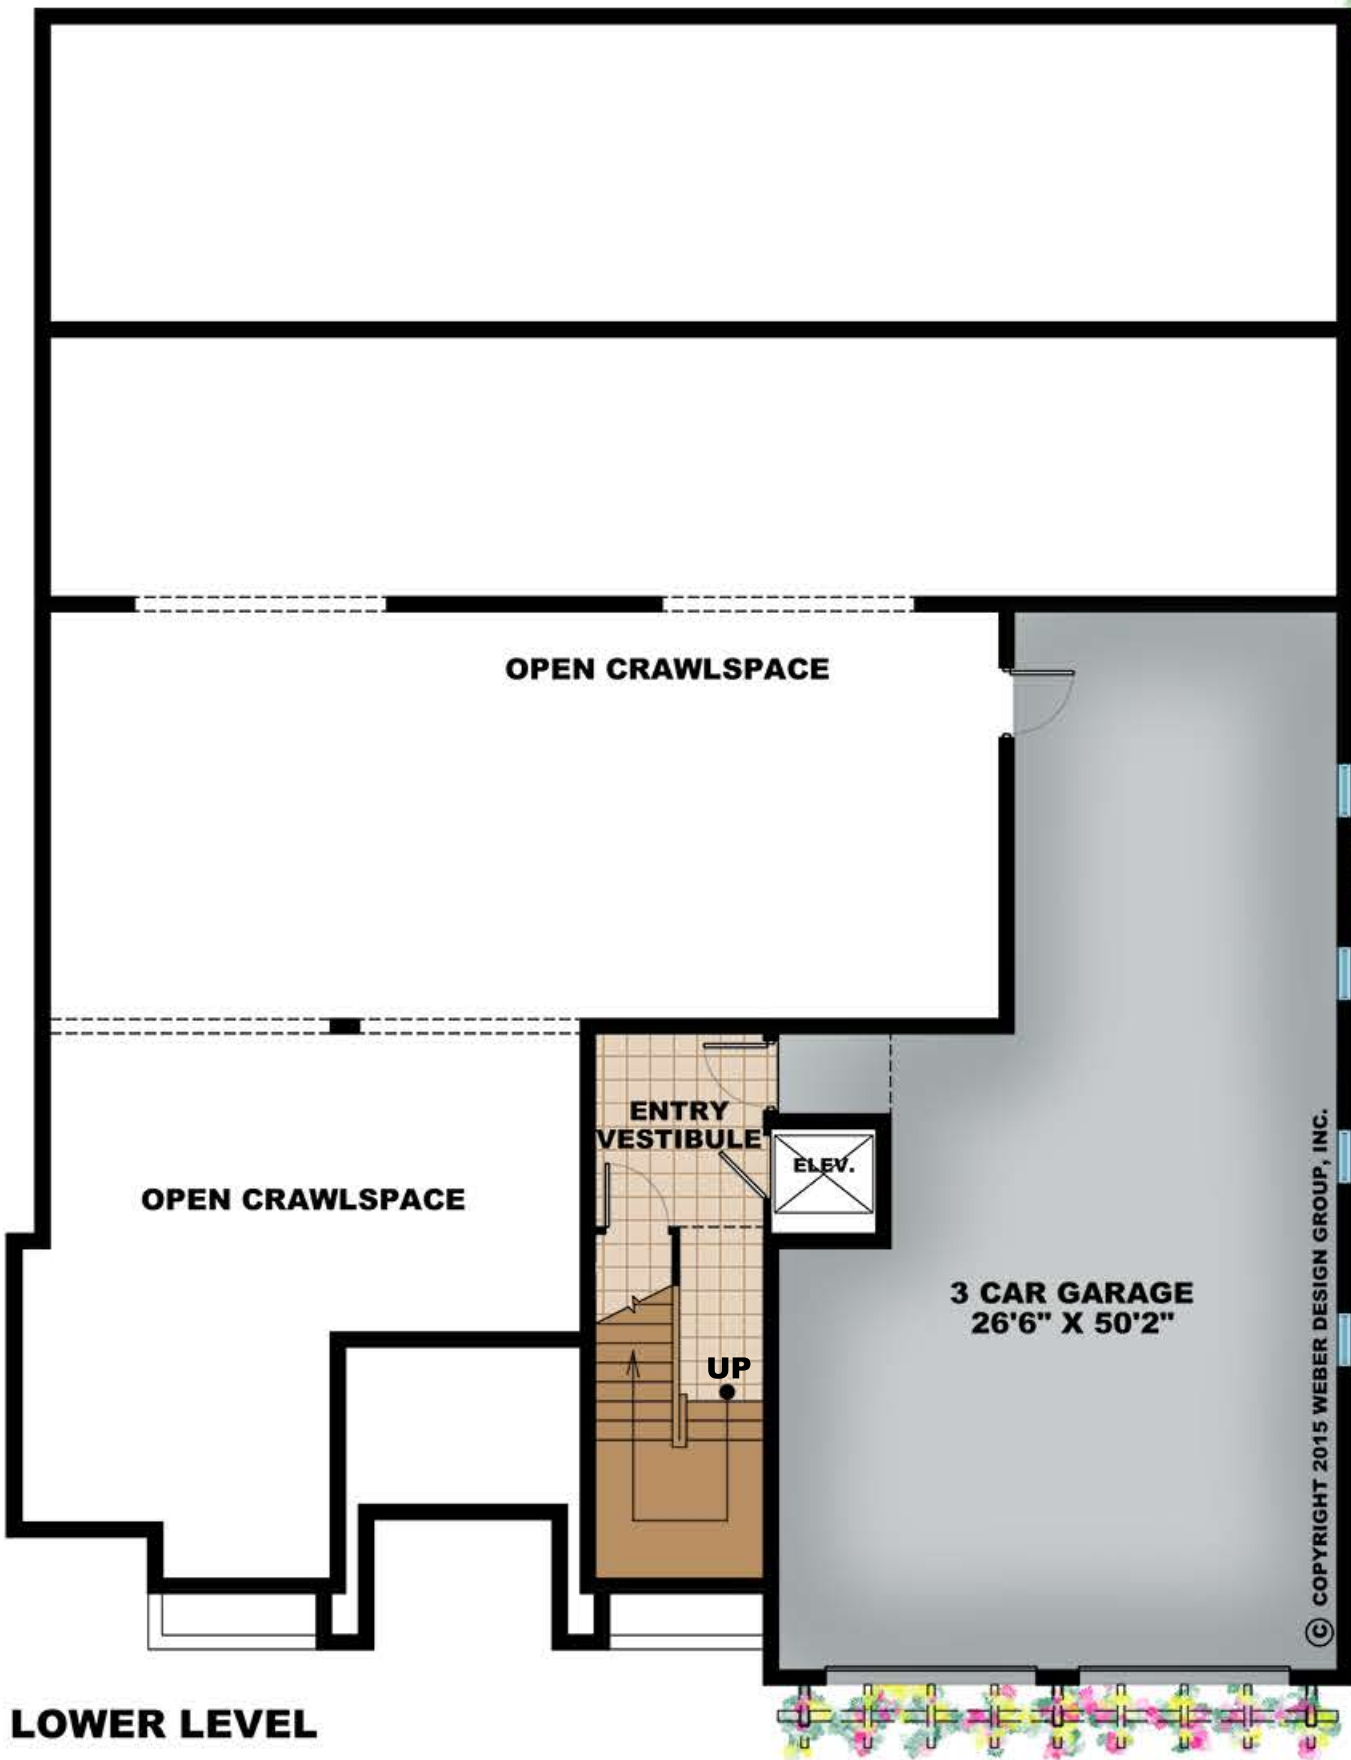 OPEN CRAWLSPACE
ENTRY
VESTIBULE
ELEV.
OPEN CRAWLSPACE
3 CAR GARAGE
26'6" X 50'2"
UP
© COPYRIGHT 2015 WEBER DESIGN GROUP, INC.
LOWER LEVEL